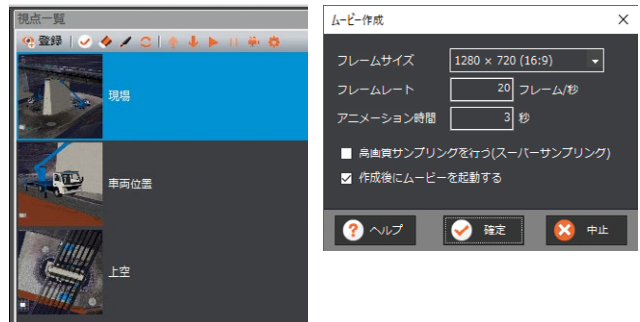 視点一覧
登録
現場
車両位置
上空
ムービー作成
フレームサイズ 1280 × 720 (16:9)
フレームレート 20 フレーム/秒
アニメーション時間 3 秒
高画質サンプリングを行う(スーパーサンプリング)
作成後にムービーを起動する
ヘルプ 確定 中止